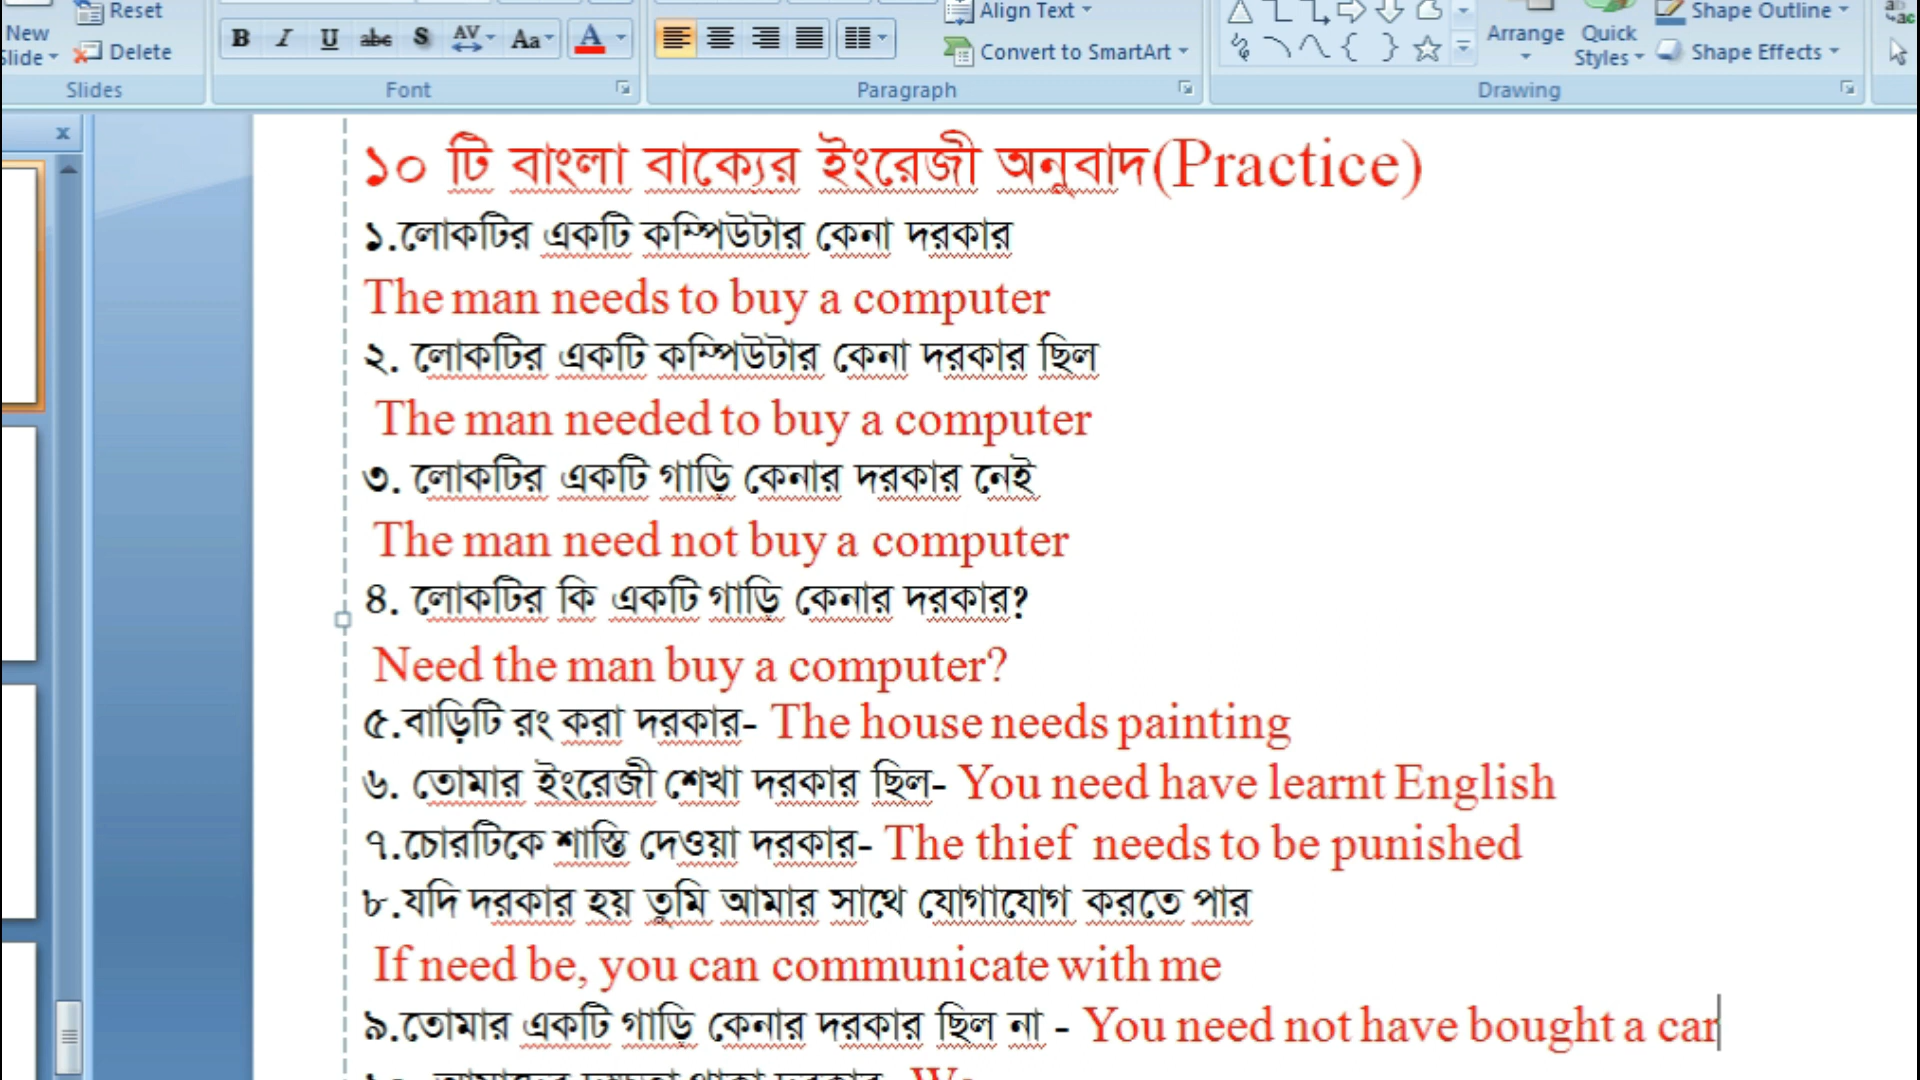 Reset
Align Text
Shape Outline
New
Slide
Delete
B I U abc S AV Aa A
Convert to SmartArt
Arrange
Quick
Styles
Shape Effects
Slides
Font
Paragraph
Drawing
১০ টি বাংলা বাক্যের ইংরেজী অনুবাদ(Practice)
১.লোকটির একটি কম্পিউটার কেনা দরকার
The man needs to buy a computer
২. লোকটির একটি কম্পিউটার কেনা দরকার ছিল
The man needed to buy a computer
৩. লোকটির একটি গাড়ি কেনার দরকার নেই
The man need not buy a computer
৪. লোকটির কি একটি গাড়ি কেনার দরকার?
Need the man buy a computer?
৫.বাড়িটি রং করা দরকার- The house needs painting
৬. তোমার ইংরেজী শেখা দরকার ছিল- You need have learnt English
৭.চোরটিকে শাস্তি দেওয়া দরকার- The thief needs to be punished
৮.যদি দরকার হয় তুমি আমার সাথে যোগাযোগ করতে পার
If need be, you can communicate with me
৯.তোমার একটি গাড়ি কেনার দরকার ছিল না - You need not have bought a car